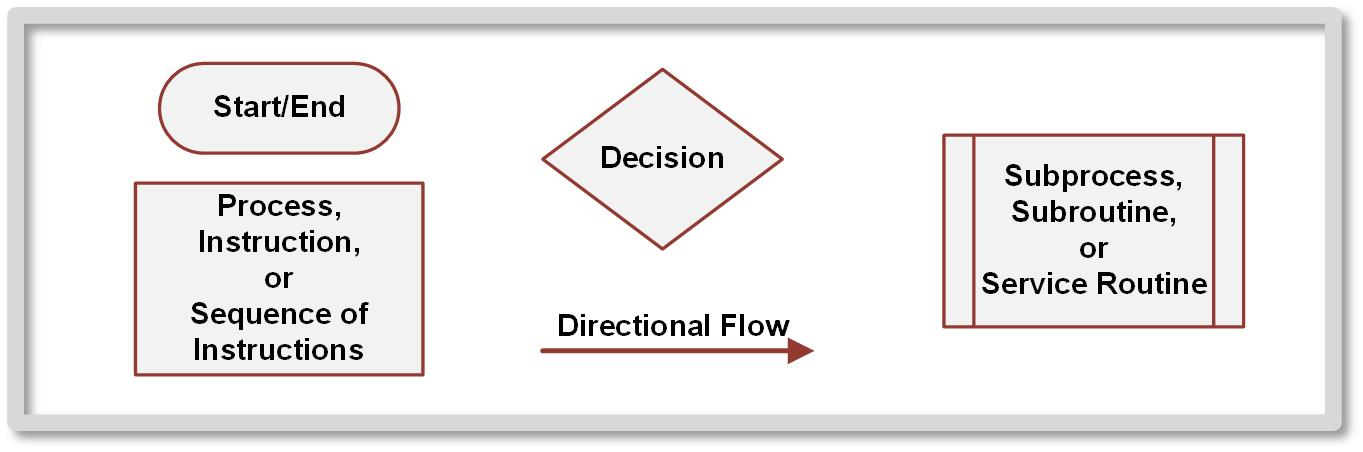 Start/End
Process,
Instruction,
or
Sequence of
Instructions
Decision
Directional Flow
Subprocess,
Subroutine,
or
Service Routine